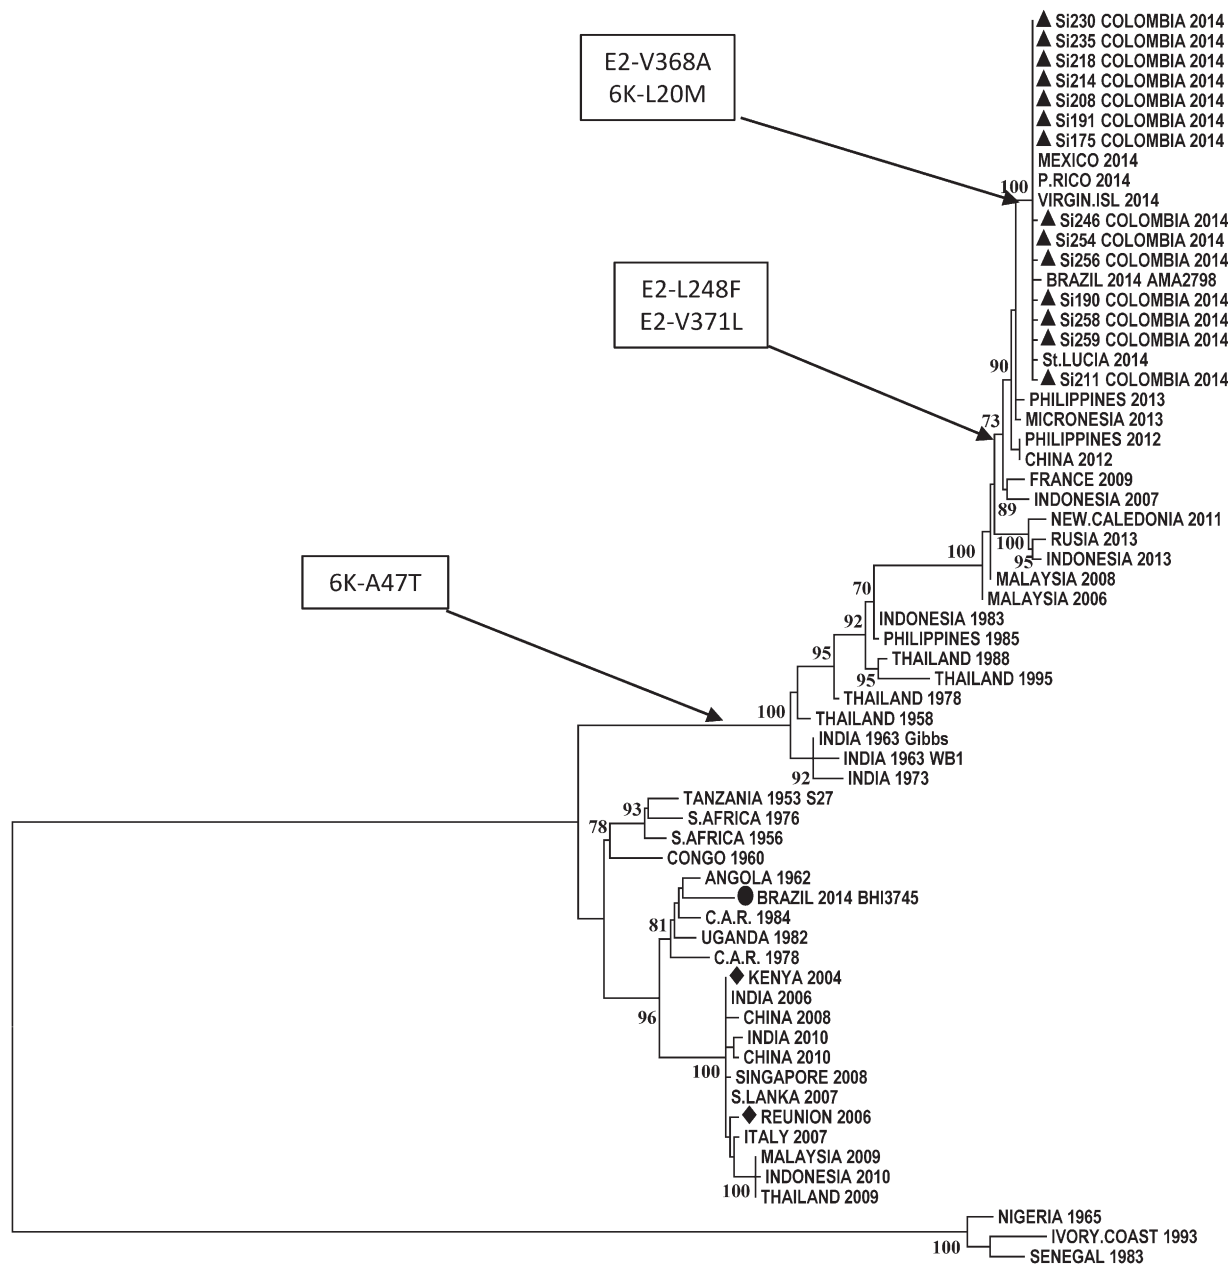 Si230 COLOMBIA 2014
Si235 COLOMBIA 2014
E2-V368A
6K-L20M
Si218 COLOMBIA 2014
Si214 COLOMBIA 2014
Si208 COLOMBIA 2014
Si191 COLOMBIA 2014
Si175 COLOMBIA 2014
MEXICO 2014
100
P.RICO 2014
VIRGIN.ISL 2014
Si246 COLOMBIA 2014
Si254 COLOMBIA 2014
Si256 COLOMBIA 2014
BRAZIL 2014 AMA2798
E2-L248F
E2-V371L
Si190 COLOMBIA 2014
Si258 COLOMBIA 2014
Si259 COLOMBIA 2014
St.LUCIA 2014
90
Si211 COLOMBIA 2014
PHILIPPINES 2013
MICRONESIA 2013
73
PHILIPPINES 2012
CHINA 2012
FRANCE 2009
INDONESIA 2007
89
NEW.CALEDONIA 2011
RUSIA 2013
100
INDONESIA 2013
95
100
MALAYSIA 2008
MALAYSIA 2006
6K-A47T
70
INDONESIA 1983
92
PHILIPPINES 1985
THAILAND 1988
95
THAILAND 1995
95
THAILAND 1978
THAILAND 1958
100
INDIA 1963 Gibbs
INDIA 1963 WB1
INDIA 1973
92
TANZANIA 1953 S27
93
S.AFRICA 1976
78
S.AFRICA 1956
CONGO 1960
ANGOLA 1962
BRAZIL 2014 BHI3745
C.A.R. 1984
81
UGANDA 1982
C.A.R. 1978
KENYA 2004
INDIA 2006
CHINA 2008
96
INDIA 2010
CHINA 2010
100
SINGAPORE 2008
S.LANKA 2007
REUNION 2006
ITALY 2007
MALAYSIA 2009
INDONESIA 2010
100
THAILAND 2009
NIGERIA 1965
IVORY.COAST 1993
100
SENEGAL 1983